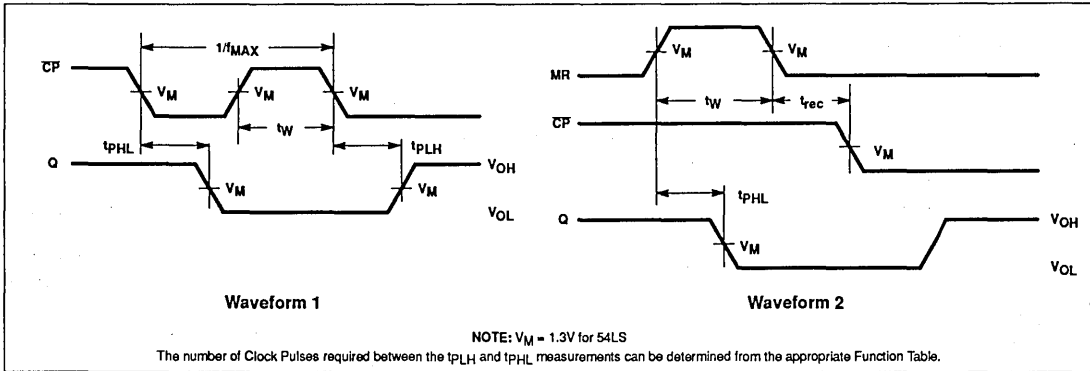 1/fMAX
CP
VM
VM
VM
tW
tPHL
tPLH
Q
VOH
VM
VM
VOL
Waveform 1
VM
VM
MR
tW
trec
CP
VM
tPHL
Q
VOH
VM
VOL
Waveform 2
NOTE: VM = 1.3V for 54LS
The number of Clock Pulses required between the tPLH and tPHL measurements can be determined from the appropriate Function Table.